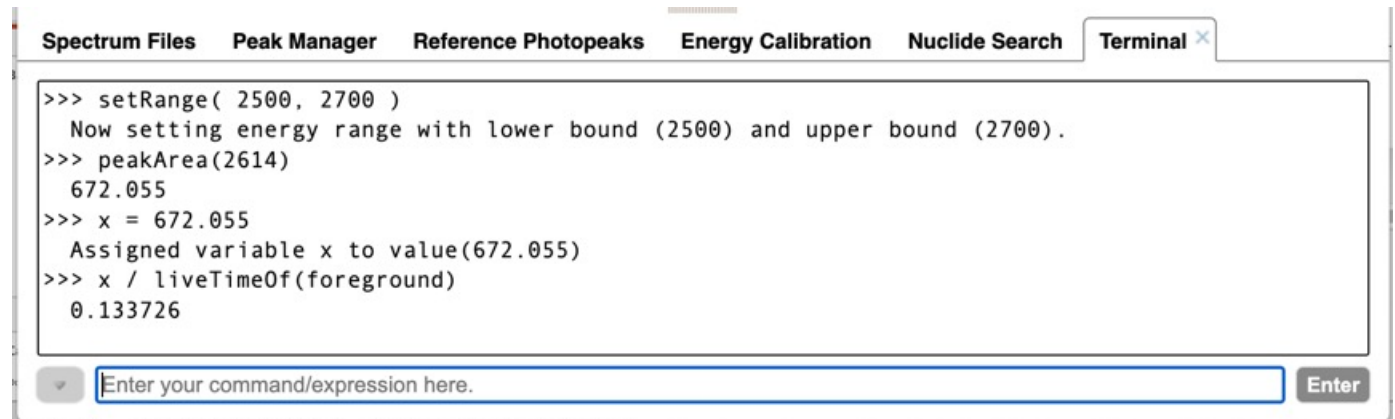 Spectrum Files Peak Manager Reference Photopeaks Energy Calibration Nuclide Search Terminal
>>> setRange( 2500, 2700 )
Now setting energy range with lower bound (2500) and upper bound (2700).
>>> peakArea(2614)
672.055
>>> x = 672.055
Assigned variable x to value(672.055)
>>> x / liveTimeOf(foreground)
0.133726
Enter your command/expression here. Enter